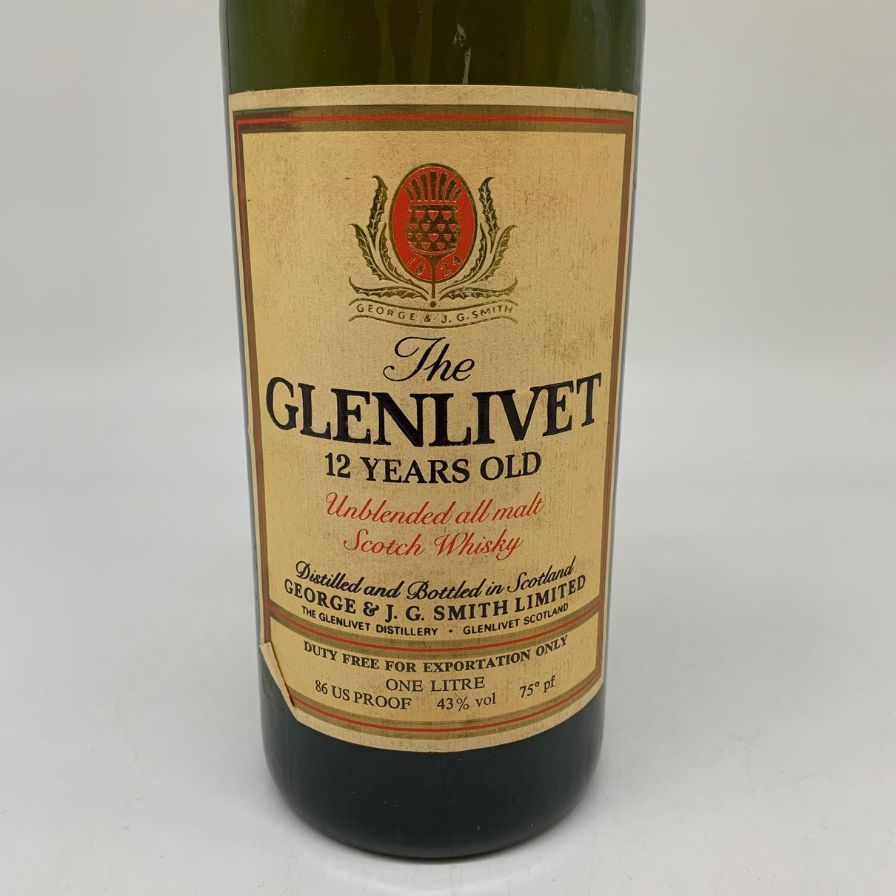 1824
GEORGE & J. G. SMITH
The
GLENLIVET
12 YEARS OLD
Unblended all malt
Scotch Whisky
Distilled and Bottled in Scotland
GEORGE & J. G. SMITH LIMITED
THE GLENLIVET DISTILLERY · GLENLIVET SCOTLAND
DUTY FREE FOR EXPORTATION ONLY
ONE LITRE
86 US PROOF 43% vol 75° pf